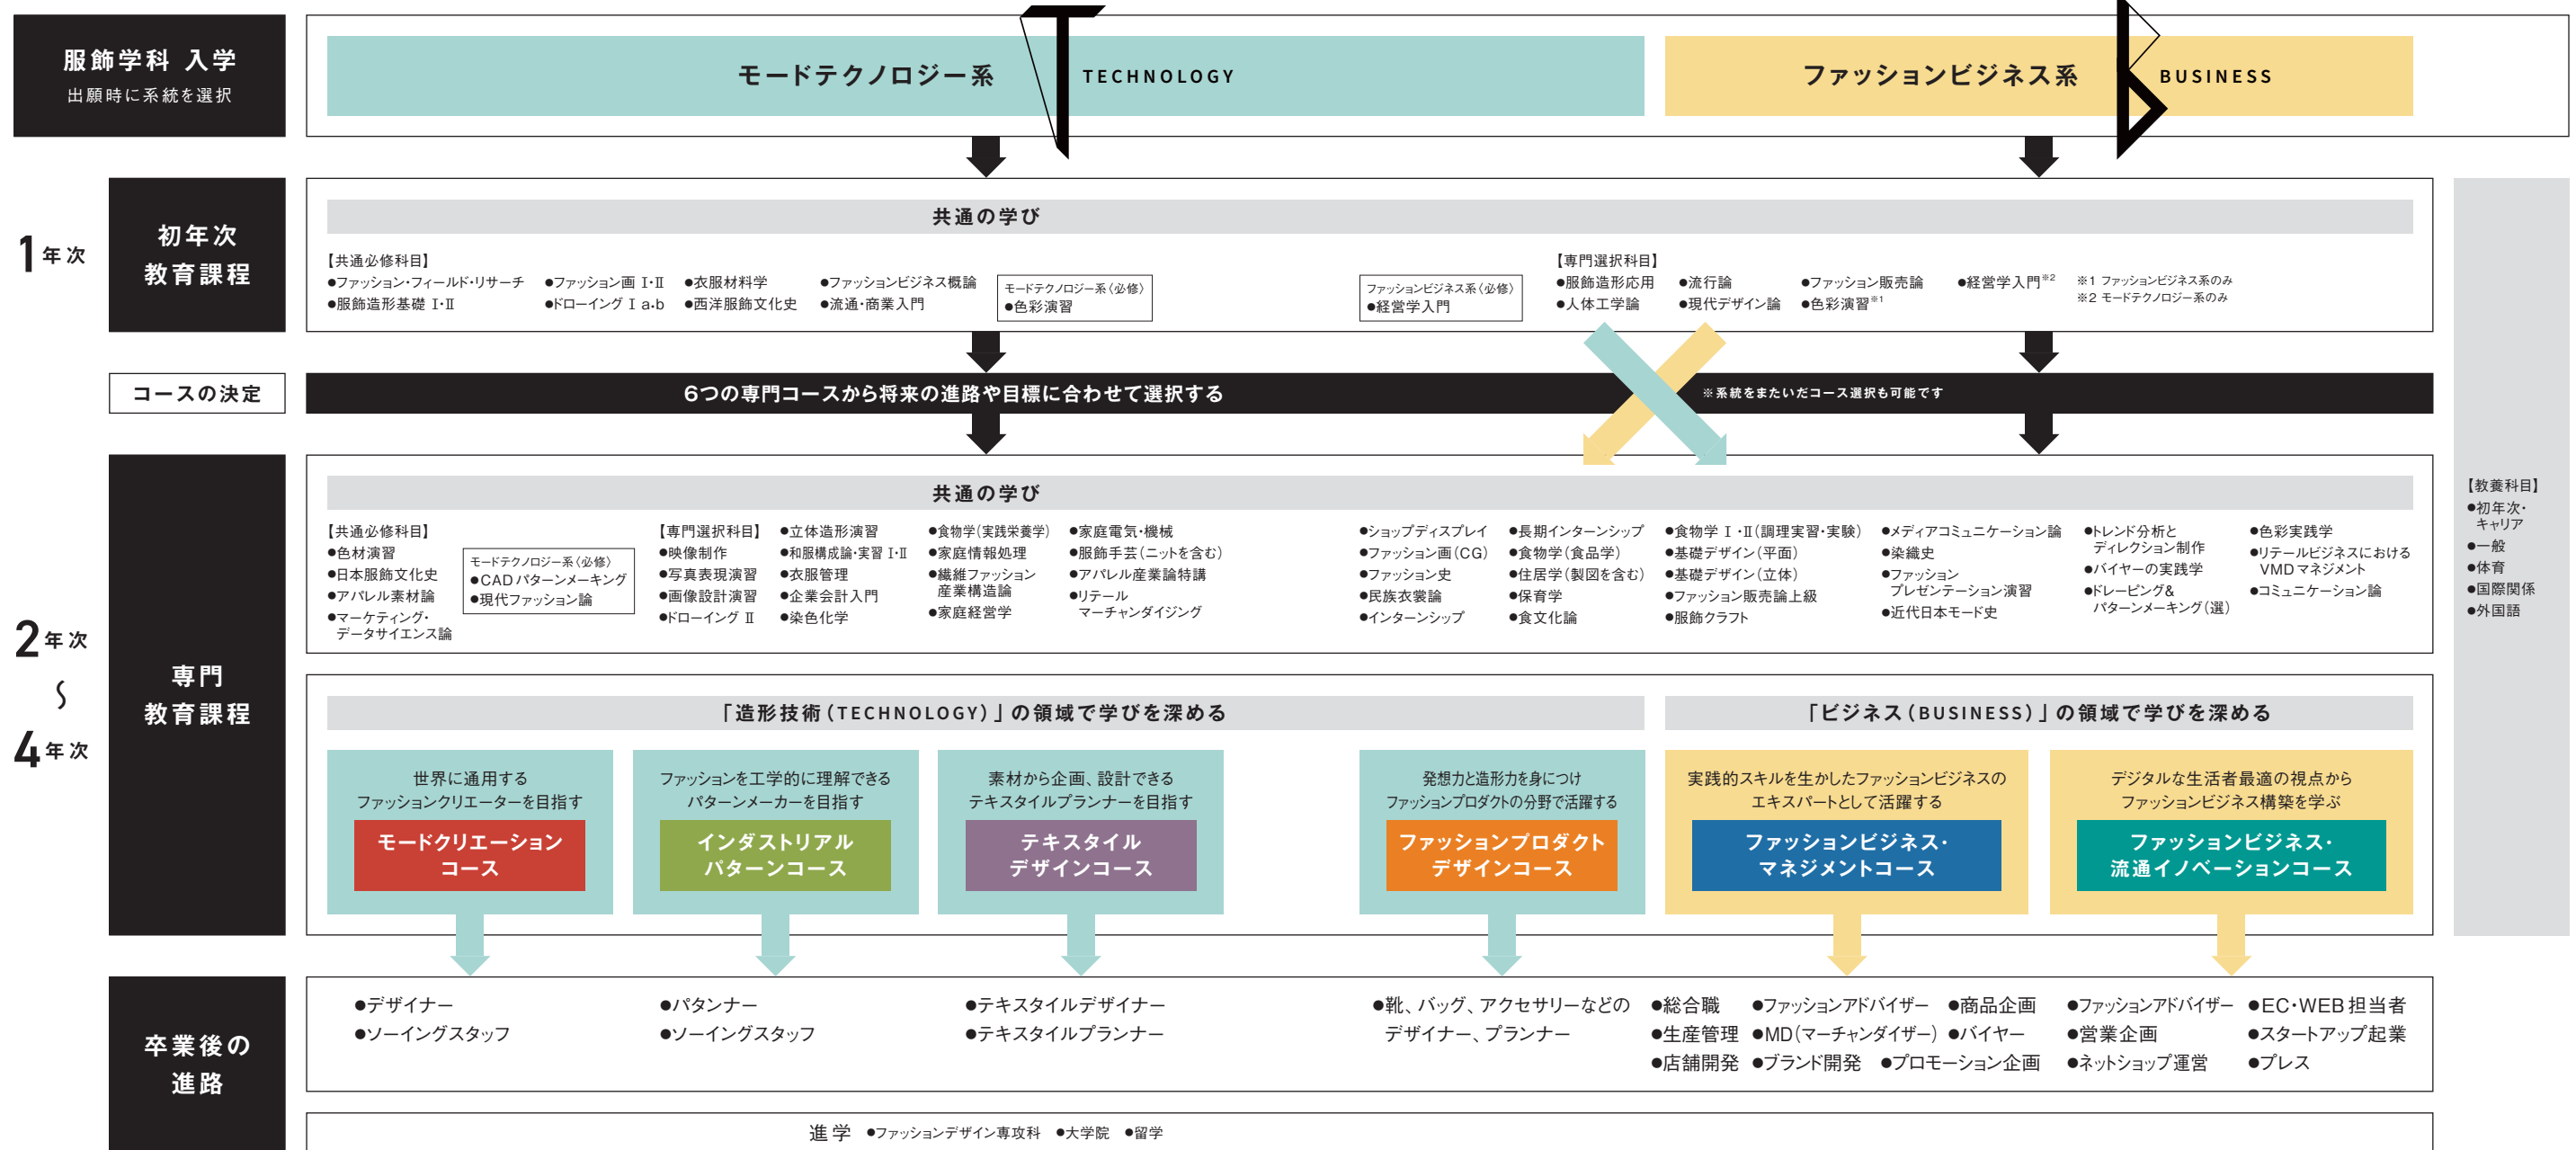 服飾学科 入学
出願時に系統を選択
モードテクノロジー系 T TECHNOLOGY
ファッションビジネス系 B BUSINESS
1年次
初年次
教育課程
共通の学び
【共通必修科目】
●ファッション・フィールド・リサーチ ●ファッション画 Ⅰ・Ⅱ ●衣服材料学 ●ファッションビジネス概論
●服飾造形基礎 Ⅰ・Ⅱ ●ドローイング Ⅰ a・b ●西洋服飾文化史 ●流通・商業入門
モードテクノロジー系〈必修〉
●色彩演習
ファッションビジネス系〈必修〉
●経営学入門
【専門選択科目】
●服飾造形応用 ●流行論 ●ファッション販売論 ●経営学入門※2
●人体工学論 ●現代デザイン論 ●色彩演習※1
※1 ファッションビジネス系のみ
※2 モードテクノロジー系のみ
コースの決定
6つの専門コースから将来の進路や目標に合わせて選択する
※系統をまたいだコース選択も可能です
2年次
〜
4年次
専門
教育課程
共通の学び
【共通必修科目】
●色材演習
●日本服飾文化史
●アパレル素材論
●マーケティング・
データサイエンス論
モードテクノロジー系〈必修〉
●CADパターンメーキング
●現代ファッション論
【専門選択科目】
●映像制作
●写真表現演習
●画像設計演習
●ドローイング Ⅱ
●立体造形演習
●和服構成論・実習 Ⅰ・Ⅱ
●衣服管理
●企業会計入門
●染色化学
●食物学(実践栄養学)
●家庭情報処理
●繊維ファッション
産業構造論
●家庭経営学
●家庭電気・機械
●服飾手芸(ニットを含む)
●アパレル産業論特講
●リテール
マーチャンダイジング
●ショップディスプレイ
●ファッション画(CG)
●ファッション史
●民族衣裳論
●インターンシップ
●長期インターンシップ
●食物学(食品学)
●住居学(製図を含む)
●保育学
●食文化論
●食物学 Ⅰ・Ⅱ(調理実習・実験)
●基礎デザイン(平面)
●基礎デザイン(立体)
●ファッション販売論上級
●服飾クラフト
●メディアコミュニケーション論
●染織史
●ファッション
プレゼンテーション演習
●近代日本モード史
●トレンド分析と
ディレクション制作
●バイヤーの実践学
●ドレーピング&
パターンメーキング(選)
●色彩実践学
●リテールビジネスにおける
VMDマネジメント
●コミュニケーション論
【教養科目】
●初年次・
キャリア
●一般
●体育
●国際関係
●外国語
「造形技術(TECHNOLOGY)」の領域で学びを深める
「ビジネス(BUSINESS)」の領域で学びを深める
世界に通用する
ファッションクリエーターを目指す
モードクリエーション
コース
ファッションを工学的に理解できる
パターンメーカーを目指す
インダストリアル
パターンコース
素材から企画、設計できる
テキスタイルプランナーを目指す
テキスタイル
デザインコース
発想力と造形力を身につけ
ファッションプロダクトの分野で活躍する
ファッションプロダクト
デザインコース
実践的スキルを生かしたファッションビジネスの
エキスパートとして活躍する
ファッションビジネス・
マネジメントコース
デジタルな生活者最適の視点から
ファッションビジネス構築を学ぶ
ファッションビジネス・
流通イノベーションコース
卒業後の
進路
●デザイナー
●ソーイングスタッフ
●パタンナー
●ソーイングスタッフ
●テキスタイルデザイナー
●テキスタイルプランナー
●靴、バッグ、アクセサリーなどの
デザイナー、プランナー
●総合職 ●ファッションアドバイザー ●商品企画
●生産管理 ●MD(マーチャンダイザー) ●バイヤー
●店舗開発 ●ブランド開発 ●プロモーション企画
●ファッションアドバイザー ●EC・WEB担当者
●営業企画 ●スタートアップ起業
●ネットショップ運営 ●プレス
進学 ●ファッションデザイン専攻科 ●大学院 ●留学